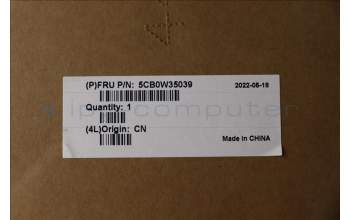 (P)FRU P/N: 5CB0W35039
2022-06-18
Quantity: 1
(4L)Origin: CN
Made in CHINA